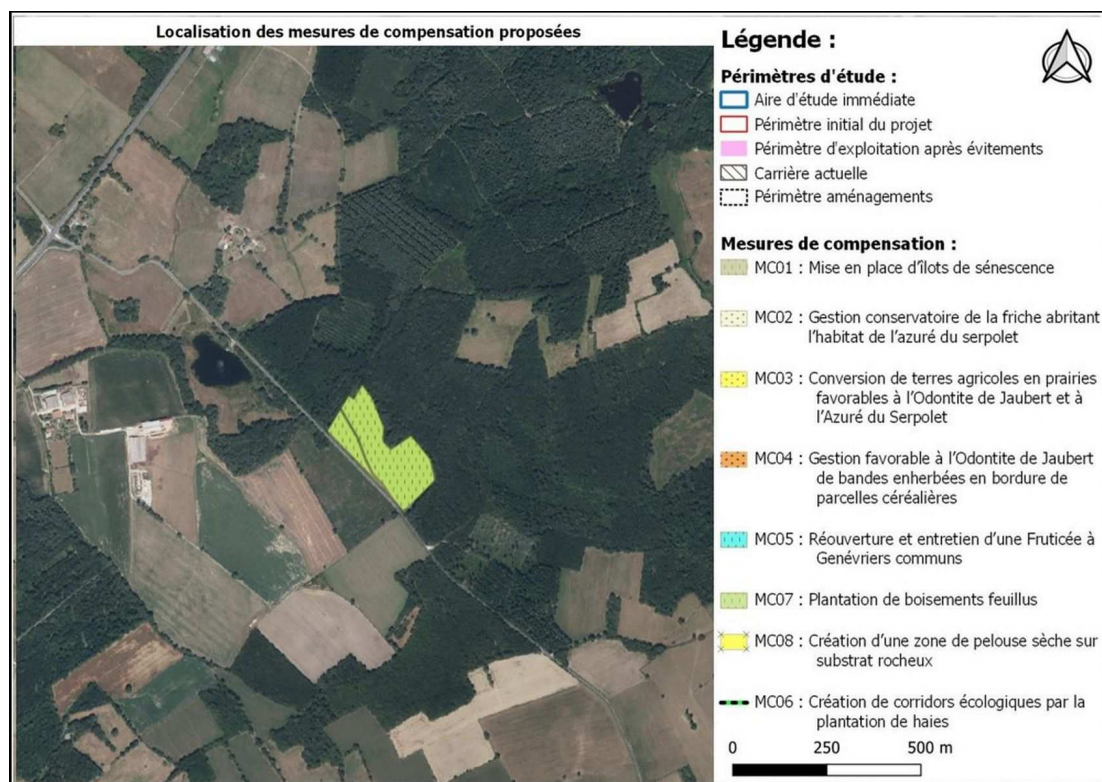 Localisation des mesures de compensation proposées
Légende :
Périmètres d'étude :
Aire d'étude immédiate
Périmètre initial du projet
Périmètre d'exploitation après évitements
Carrière actuelle
Périmètre aménagements
Mesures de compensation :
MC01 : Mise en place d'îlots de sénescence
MC02 : Gestion conservatoire de la friche abritant
l'habitat de l'azuré du serpolet
MC03 : Conversion de terres agricoles en prairies
favorables à l'Odontite de Jaubert et à
l'Azuré du Serpolet
MC04 : Gestion favorable à l'Odontite de Jaubert
de bandes enherbées en bordure de
parcelles céréalières
MC05 : Réouverture et entretien d'une Fruticée à
Genévriers communs
MC07 : Plantation de boisements feuillus
MC08 : Création d'une zone de pelouse sèche sur
substrat rocheux
MC06 : Création de corridors écologiques par la
plantation de haies
0 250 500 m